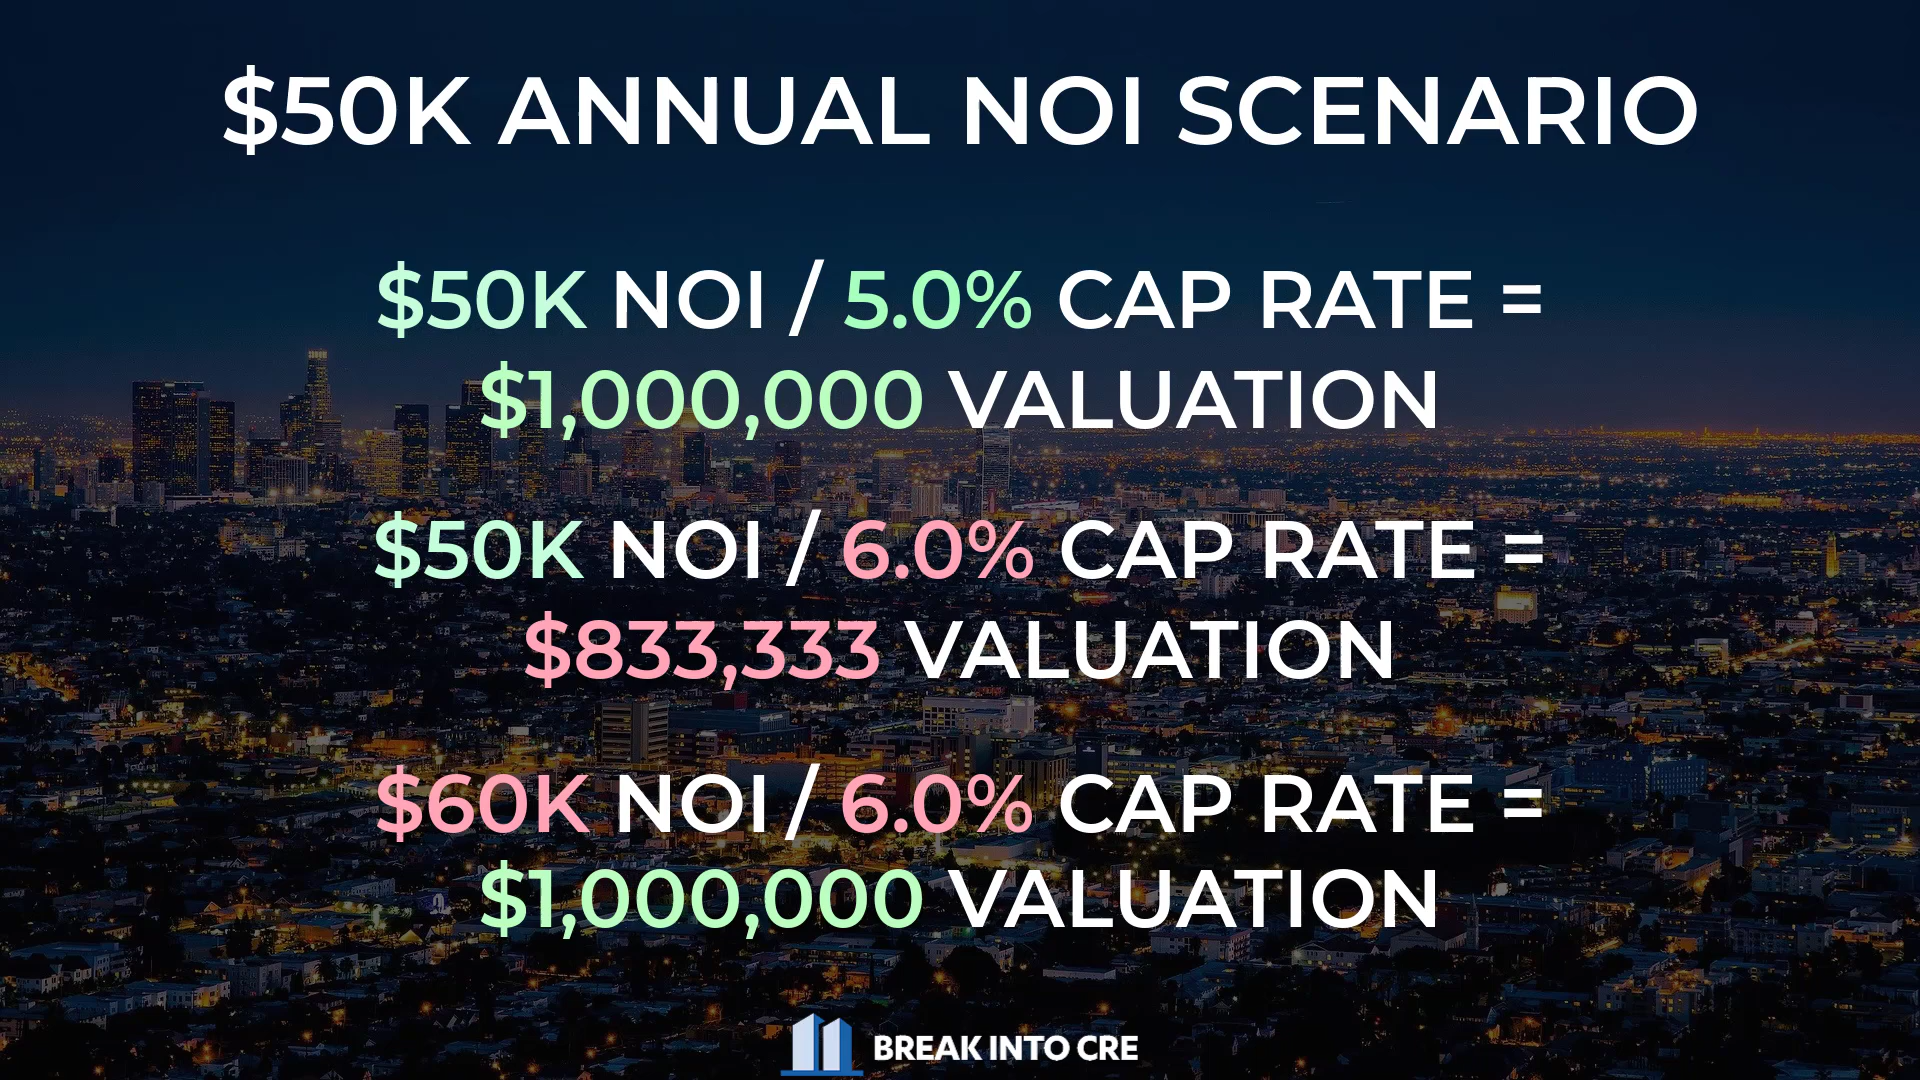 $50K ANNUAL NOI SCENARIO
$50K NOI / 5.0% CAP RATE =
$1,000,000 VALUATION
$50K NOI / 6.0% CAP RATE =
$833,333 VALUATION
$60K NOI / 6.0% CAP RATE =
$1,000,000 VALUATION
BREAK INTO CRE